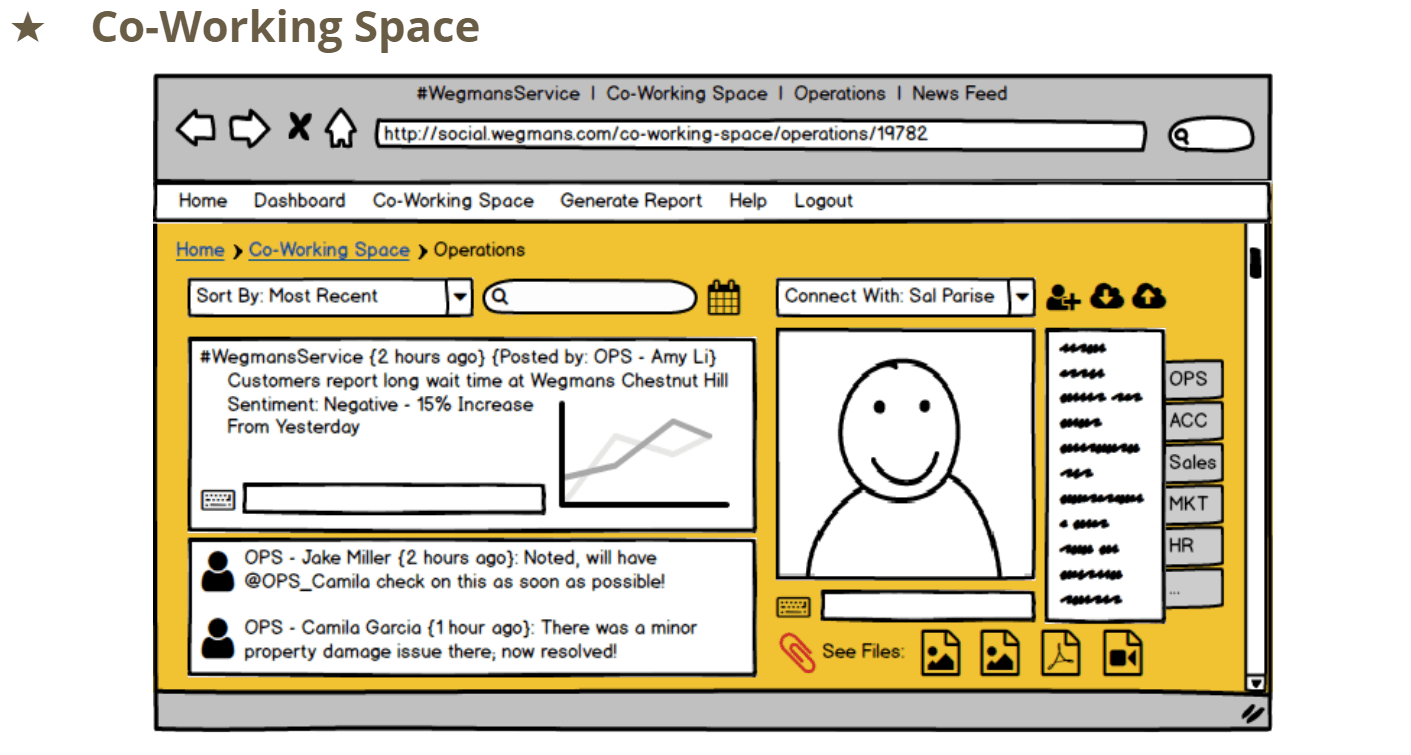 ★ Co-Working Space
#WegmansService | Co-Working Space | Operations | News Feed
http://social.wegmans.com/co-working-space/operations/19782
Home Dashboard Co-Working Space Generate Report Help Logout
Home ❯ Co-Working Space ❯ Operations
Sort By: Most Recent
Connect With: Sal Parise
#WegmansService {2 hours ago} {Posted by: OPS - Amy Li}
Customers report long wait time at Wegmans Chestnut Hill
Sentiment: Negative - 15% Increase
From Yesterday
OPS - Jake Miller {2 hours ago}: Noted, will have
@OPS_Camila check on this as soon as possible!
OPS - Camila Garcia {1 hour ago}: There was a minor
property damage issue there; now resolved!
OPS
ACC
Sales
MKT
HR
...
See Files: